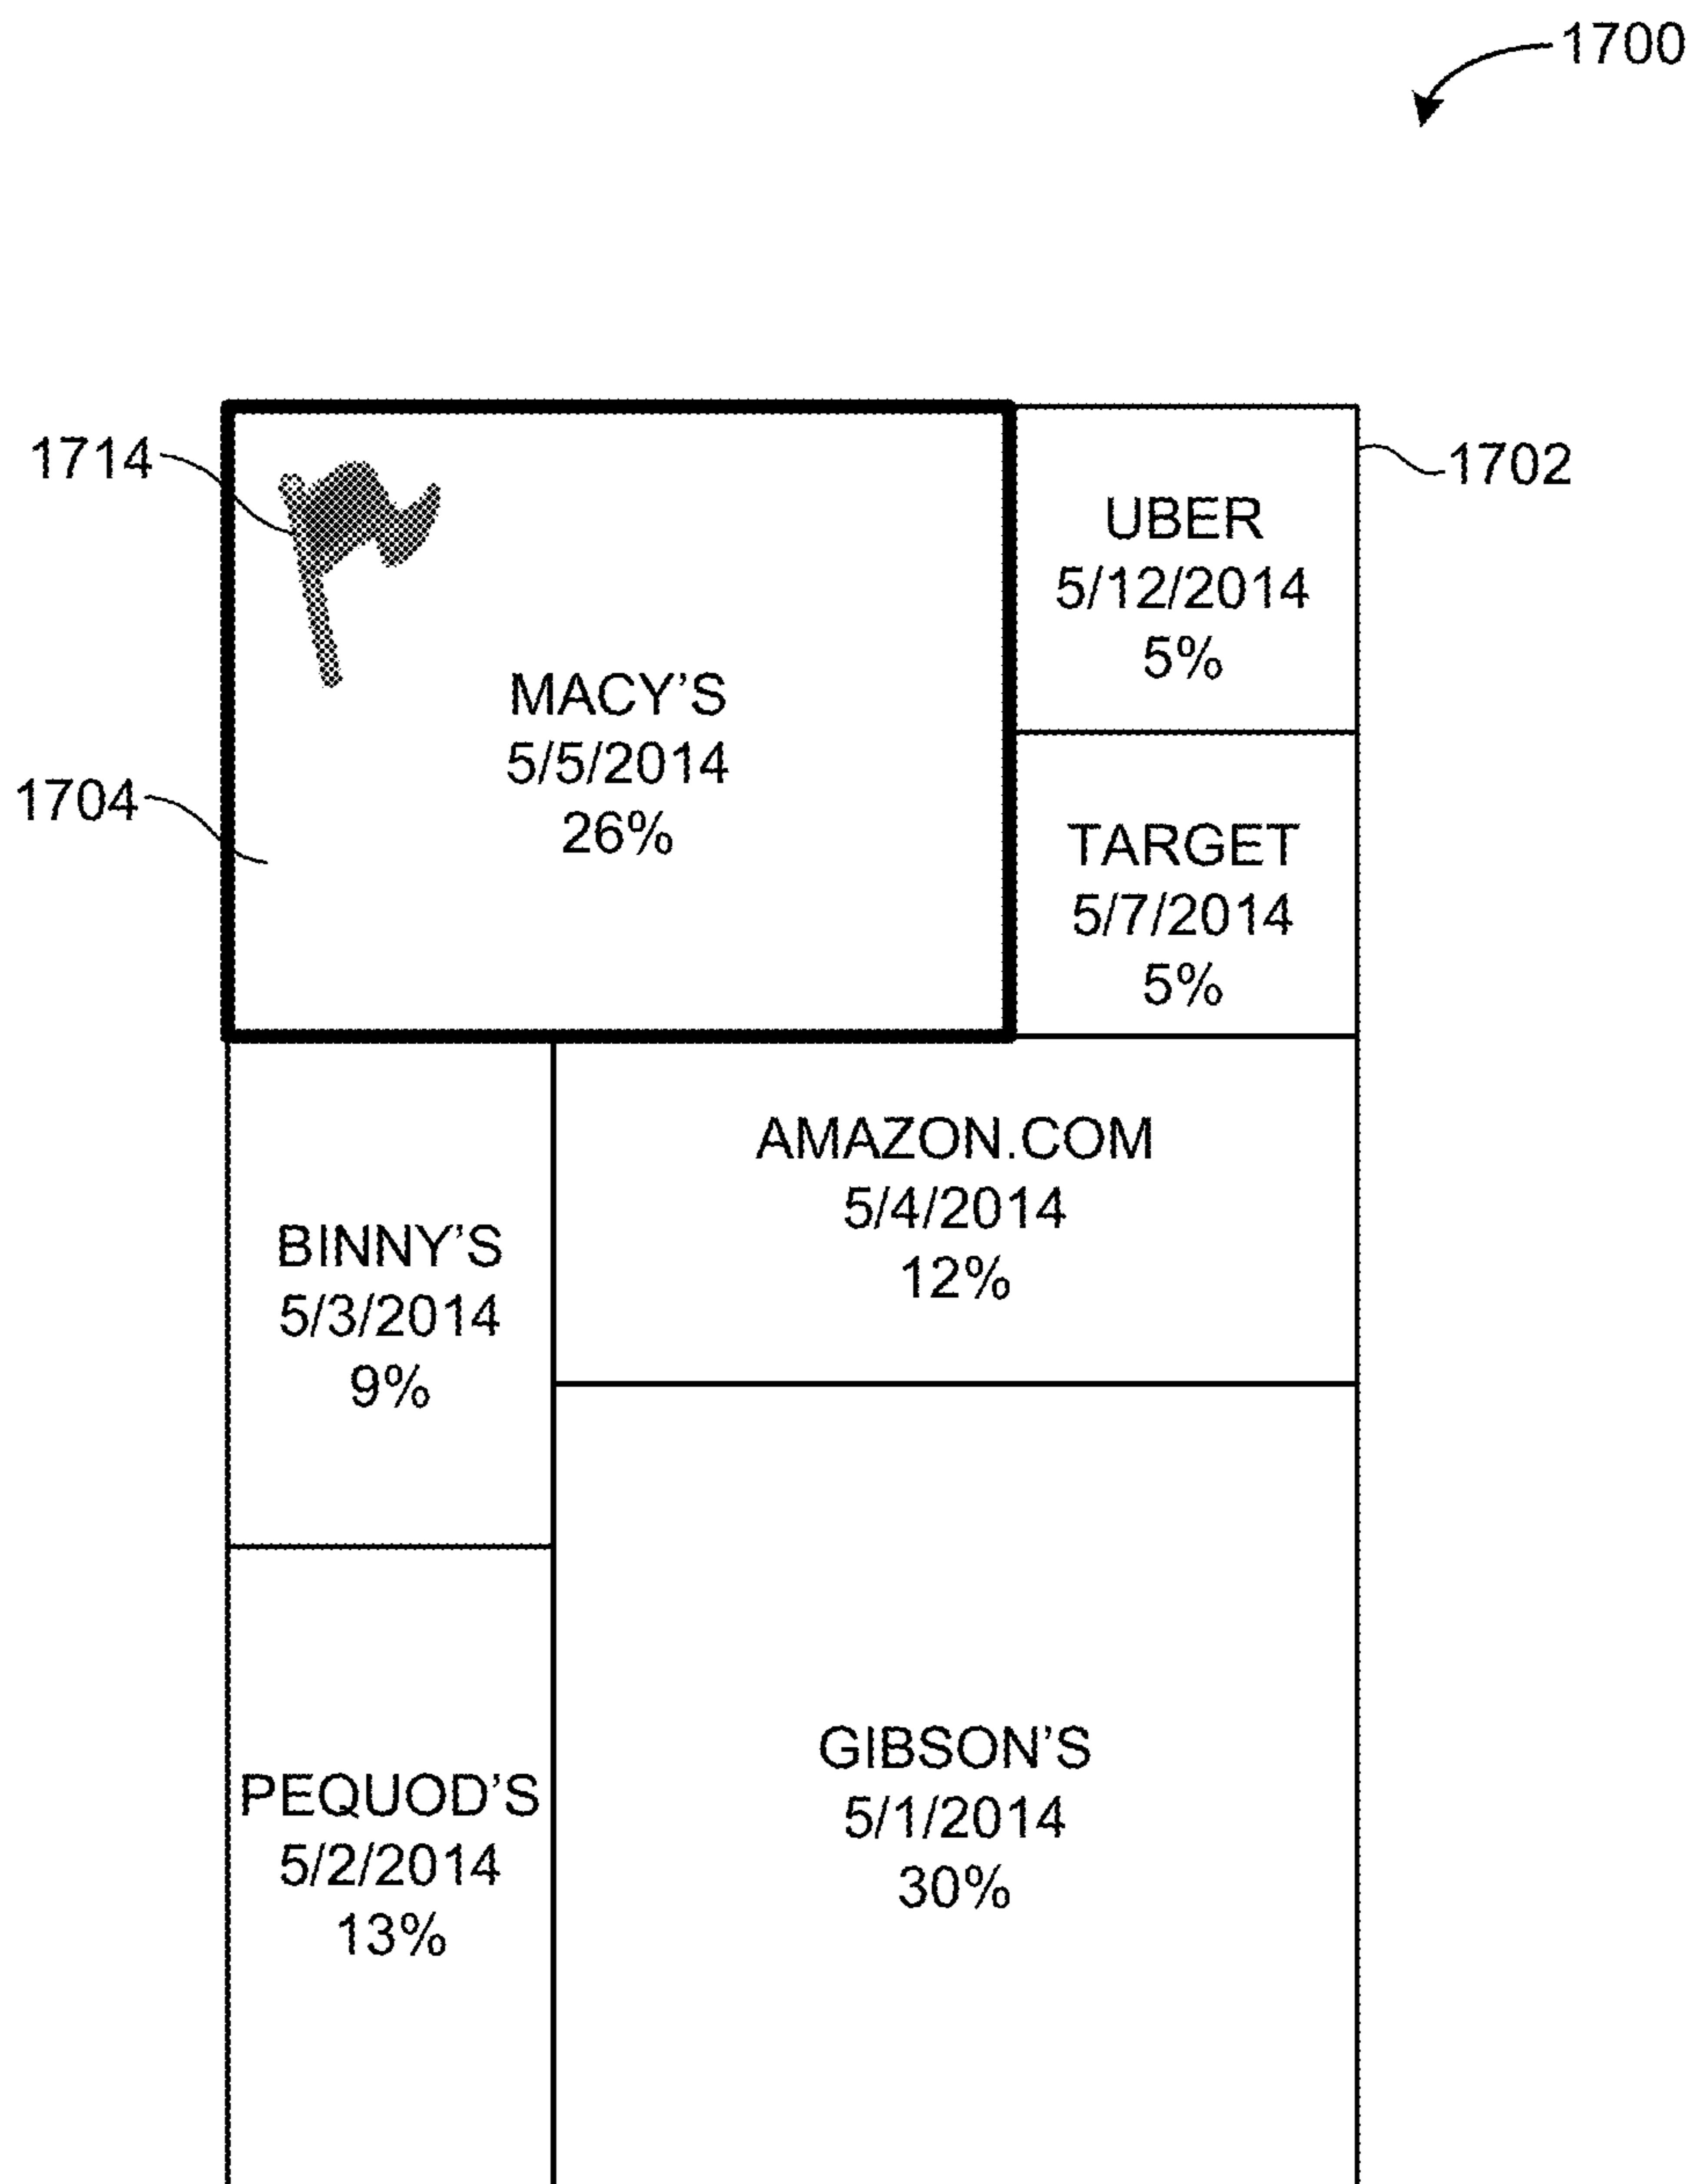 1700
1714
1702
UBER
5/12/2014
5%
MACY'S
5/5/2014
26%
1704
TARGET
5/7/2014
5%
AMAZON.COM
5/4/2014
12%
BINNY'S
5/3/2014
9%
GIBSON'S
5/1/2014
30%
PEQUOD'S
5/2/2014
13%